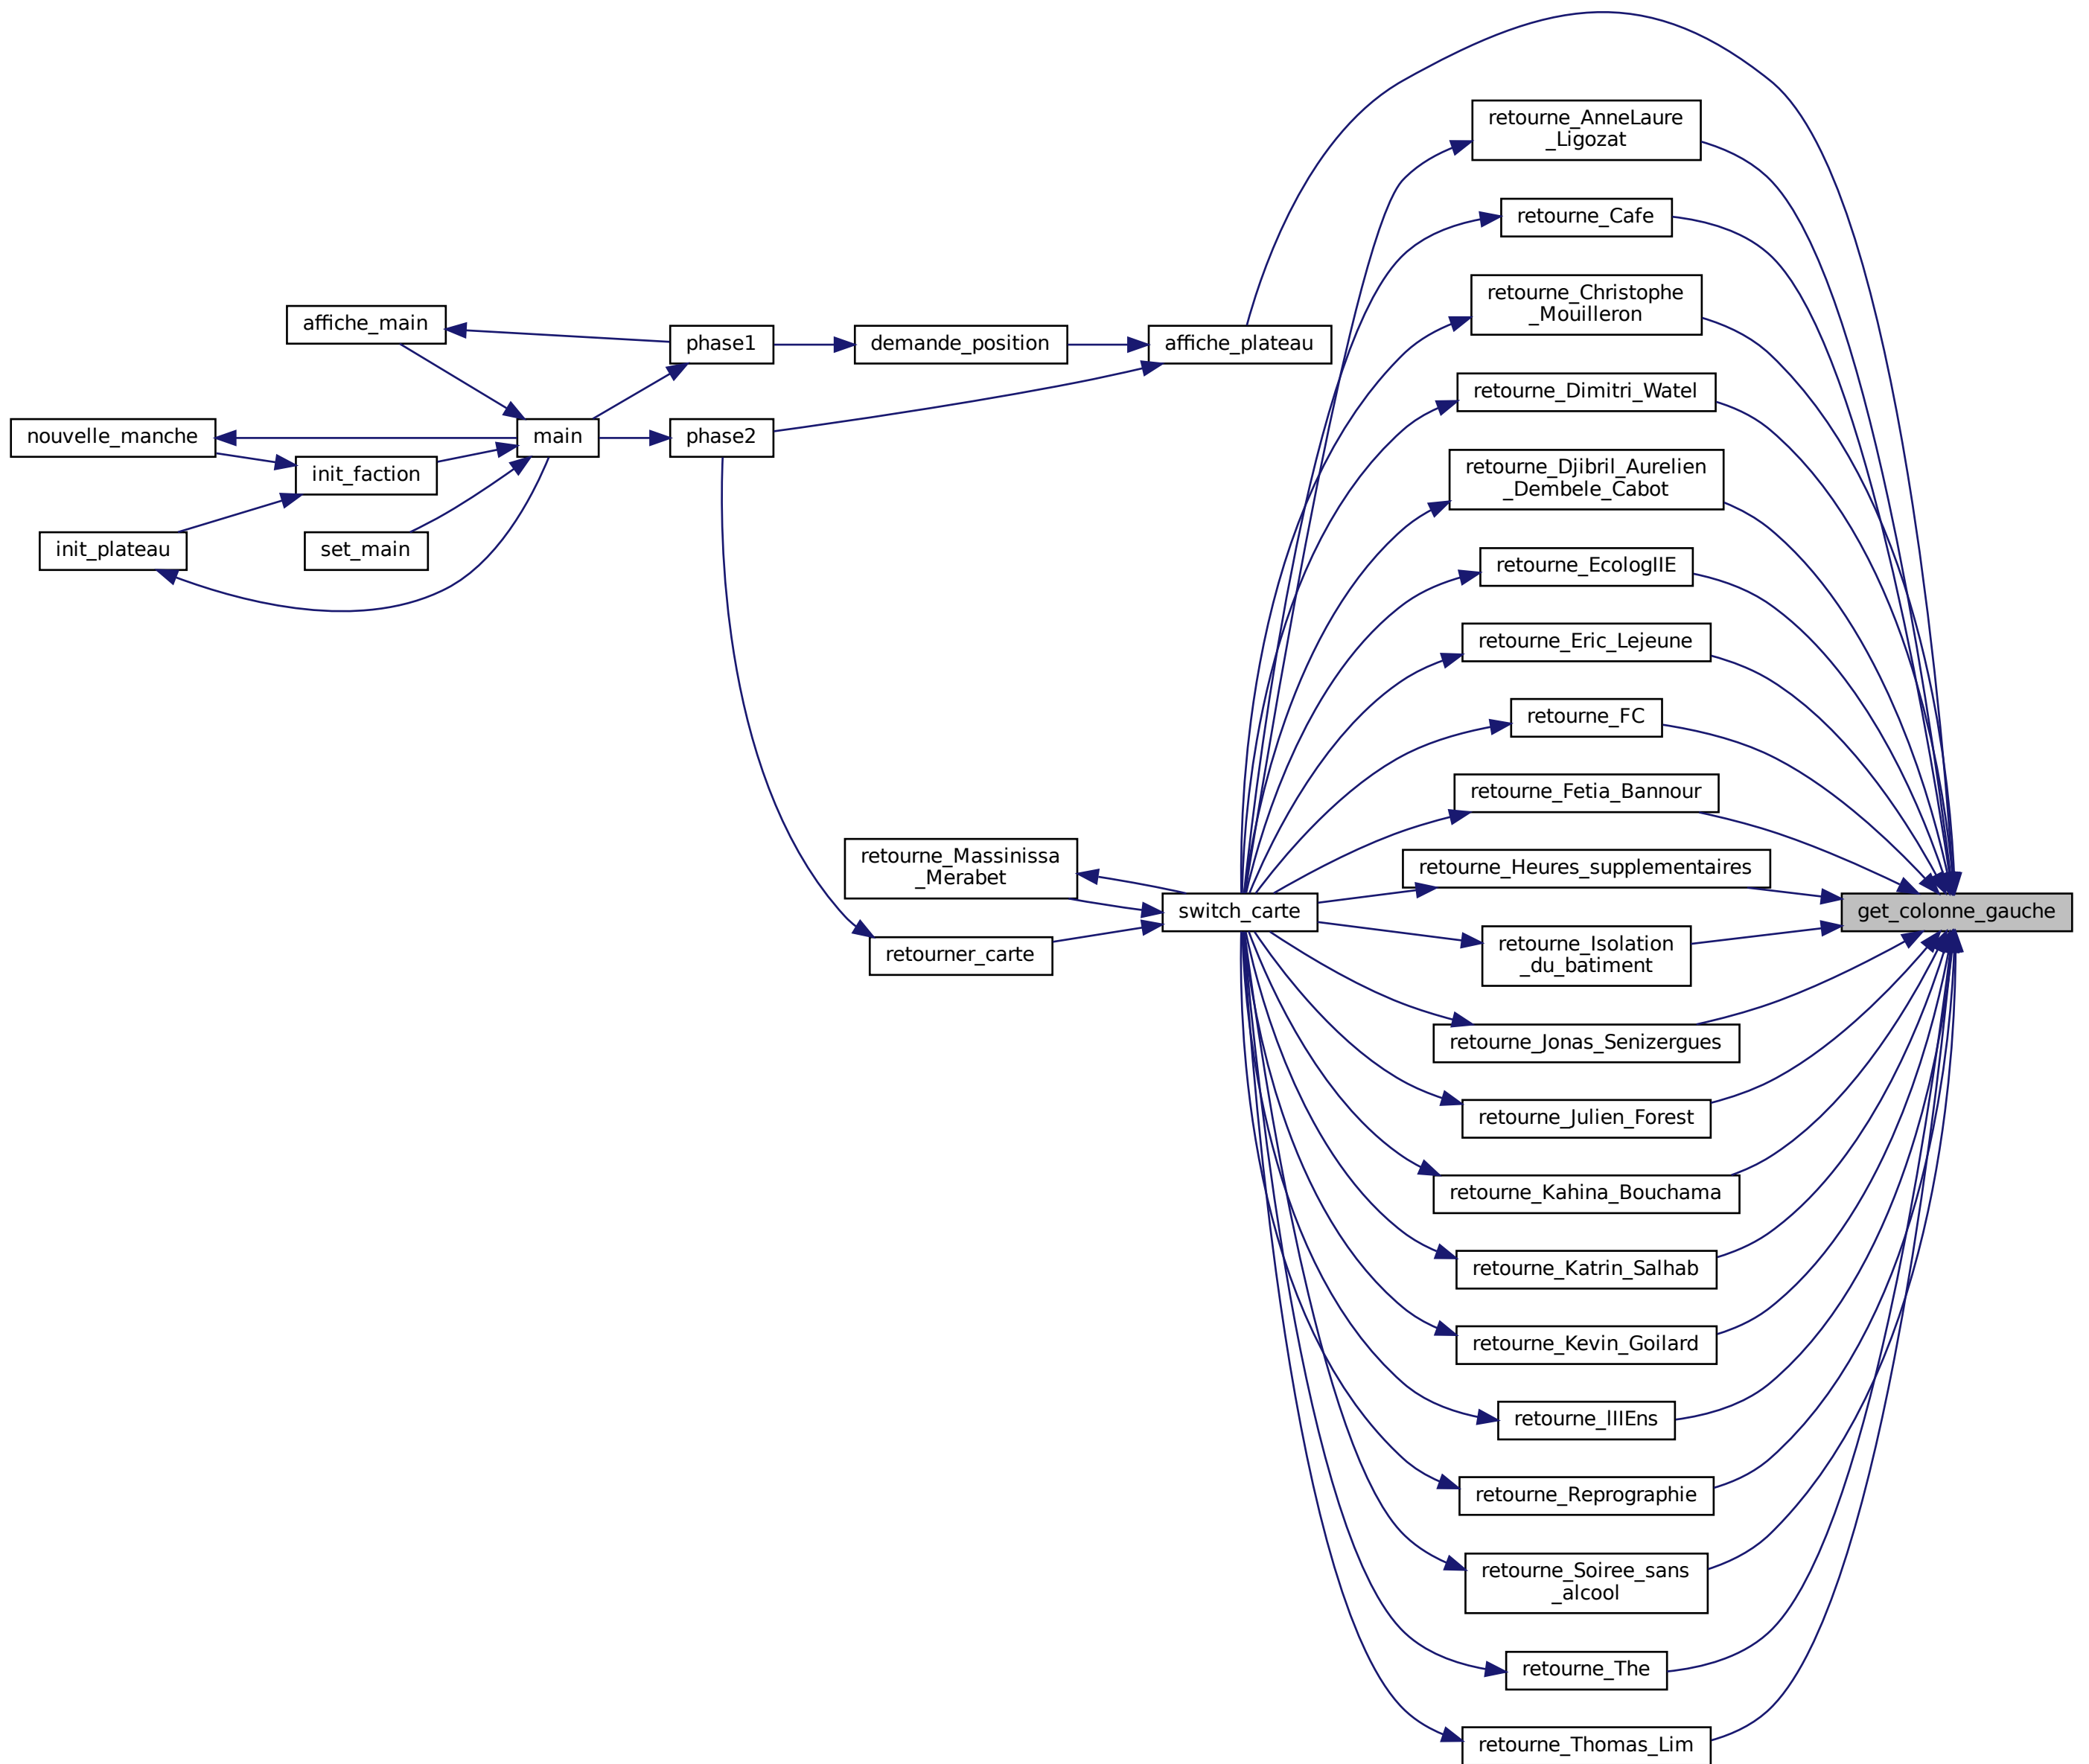 retourne_AnneLaure
_Ligozat
retourne_Cafe
retourne_Christophe
_Mouilleron
affiche_main
phase1
demande_position
affiche_plateau
retourne_Dimitri_Watel
nouvelle_manche
main
phase2
init_faction
retourne_Djibril_Aurelien
_Dembele_Cabot
init_plateau
set_main
retourne_EcologIIE
retourne_Eric_Lejeune
retourne_FC
retourne_Fetia_Bannour
retourne_Massinissa
_Merabet
retourne_Heures_supplementaires
switch_carte
get_colonne_gauche
retourner_carte
retourne_Isolation
_du_batiment
retourne_Jonas_Senizergues
retourne_Julien_Forest
retourne_Kahina_Bouchama
retourne_Katrin_Salhab
retourne_Kevin_Goilard
retourne_lIIEns
retourne_Reprographie
retourne_Soiree_sans
_alcool
retourne_The
retourne_Thomas_Lim